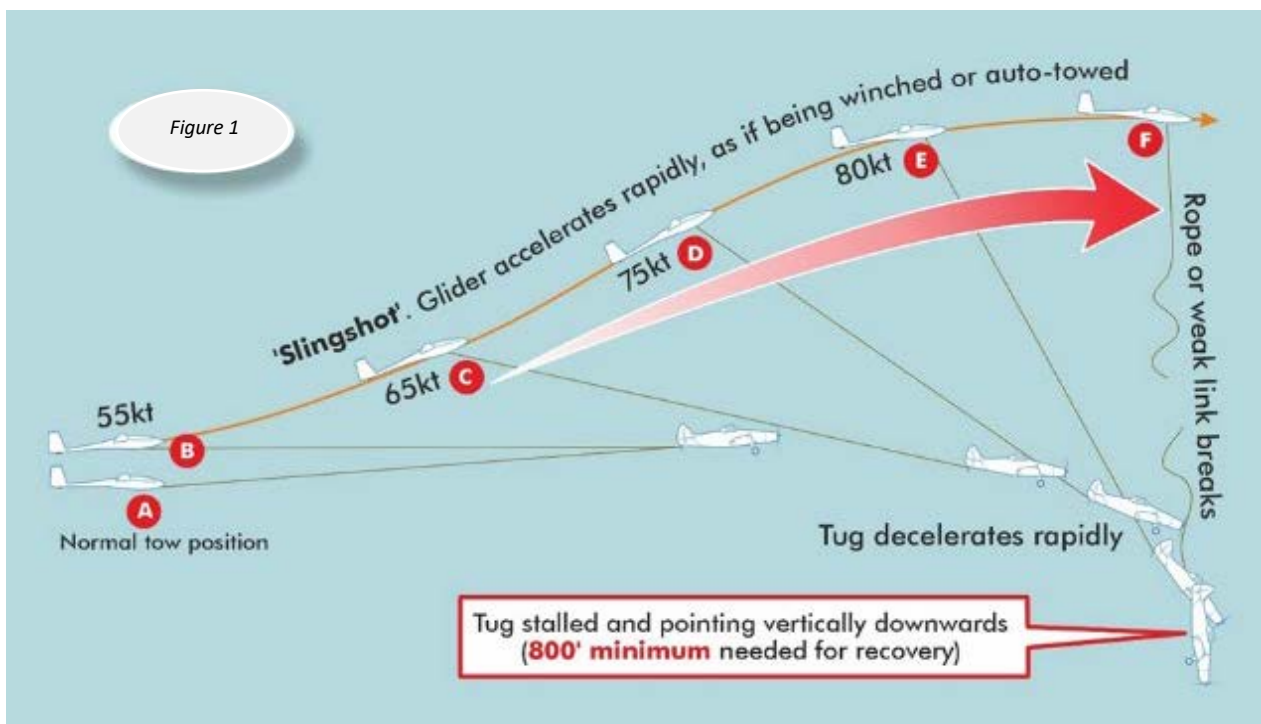 Figure 1
'Slingshot'. Glider accelerates rapidly, as if being winched or auto-towed
F
E
80kt
D
75kt
C
65kt
55kt
B
A
Normal tow position
Rope or weak link breaks
Tug decelerates rapidly
Tug stalled and pointing vertically downwards
(800' minimum needed for recovery)